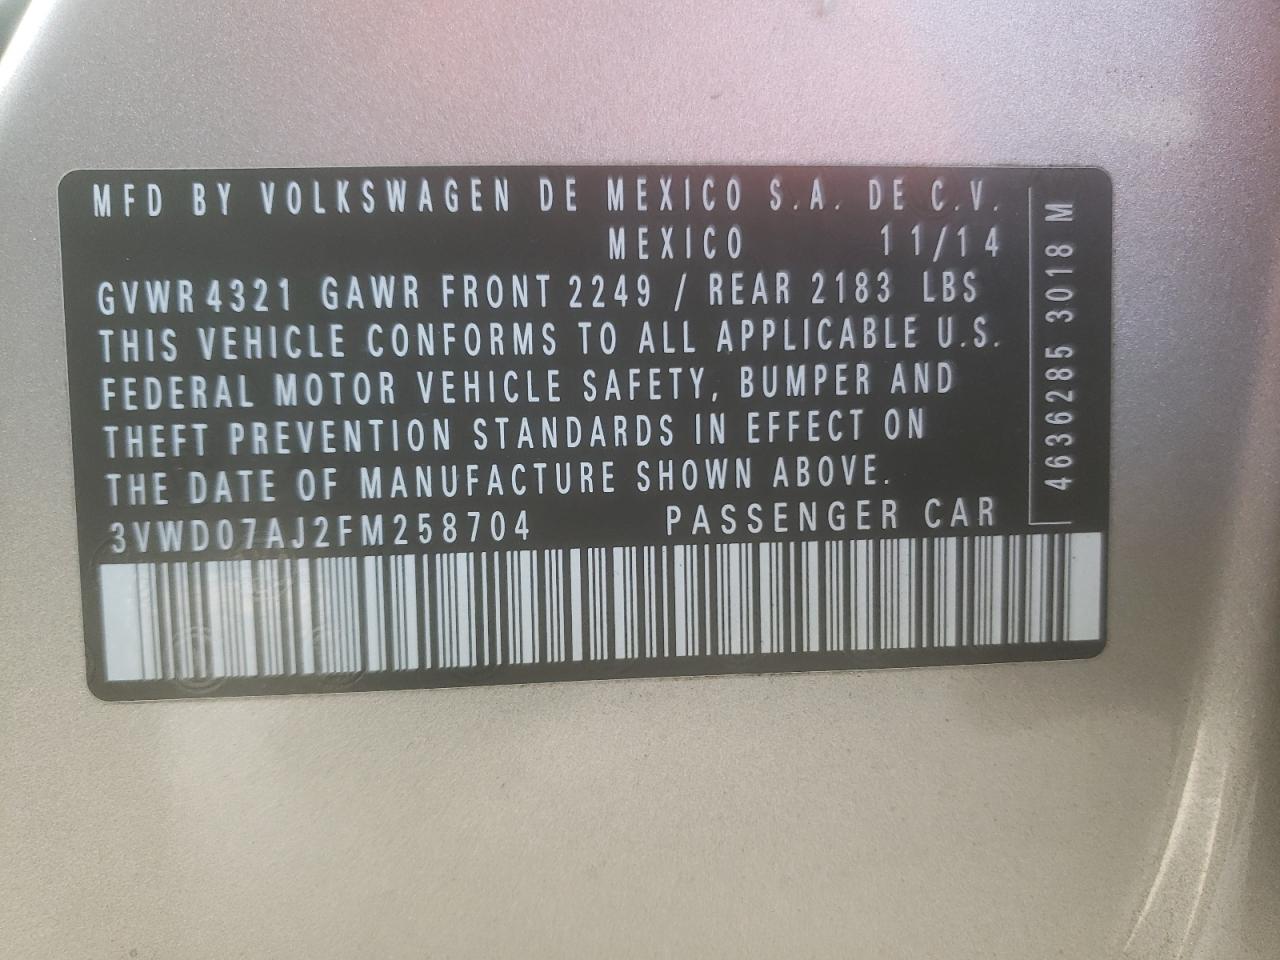 MFD BY VOLKSWAGEN DE MEXICO S.A. DE C.V.
MEXICO 11/14
GVWR 4321 GAWR FRONT 2249 / REAR 2183 LBS
THIS VEHICLE CONFORMS TO ALL APPLICABLE U.S.
FEDERAL MOTOR VEHICLE SAFETY, BUMPER AND
THEFT PREVENTION STANDARDS IN EFFECT ON
THE DATE OF MANUFACTURE SHOWN ABOVE.
3VWD07AJ2FM258704 PASSENGER CAR
4636285 3018 M